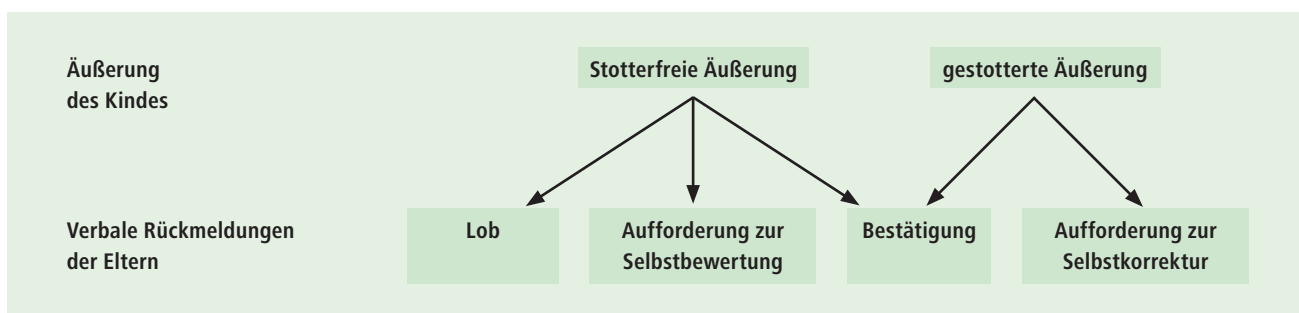 Äußerung
des Kindes
Stotterfreie Äußerung
gestotterte Äußerung
Verbale Rückmeldungen
der Eltern
Lob
Aufforderung zur
Selbstbewertung
Bestätigung
Aufforderung zur
Selbstkorrektur